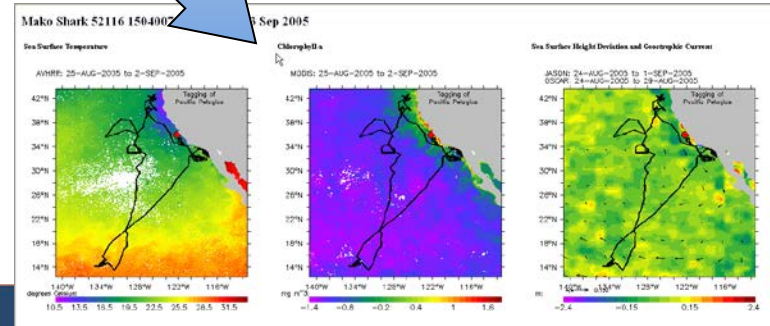 Mako Shark 52116 1504007 Sep 2005
Sea Surface Temperature
AVHRR: 25-AUG-2005 to 2-SEP-2005
Tagging of
Pacific Pelagics
42°N
38°N
34°N
30°N
26°N
22°N
18°N
14°N
140°W 134°W 128°W 122°W 116°W
degrees Celsius
10.5 13.5 16.5 19.5 22.5 25.5 28.5 31.5
Chlorophyll-a
MODIS: 25-AUG-2005 to 2-SEP-2005
Tagging of
Pacific Pelagics
42°N
38°N
34°N
30°N
26°N
22°N
18°N
14°N
140°W 134°W 128°W 122°W 116°W
mg m^3
-1.4 -0.8 -0.2 0.4 1 1.6
Sea Surface Height Deviation and Geostrophic Current
JASON: 24-AUG-2005 to 1-SEP-2005
OSCAR: 24-AUG-2005 to 29-AUG-2005
Tagging of
Pacific Pelagics
42°N
38°N
34°N
30°N
26°N
22°N
18°N
14°N
134°W 128°W 122°W 116°W
m:
-2.4 -0.15 0.15 2.4